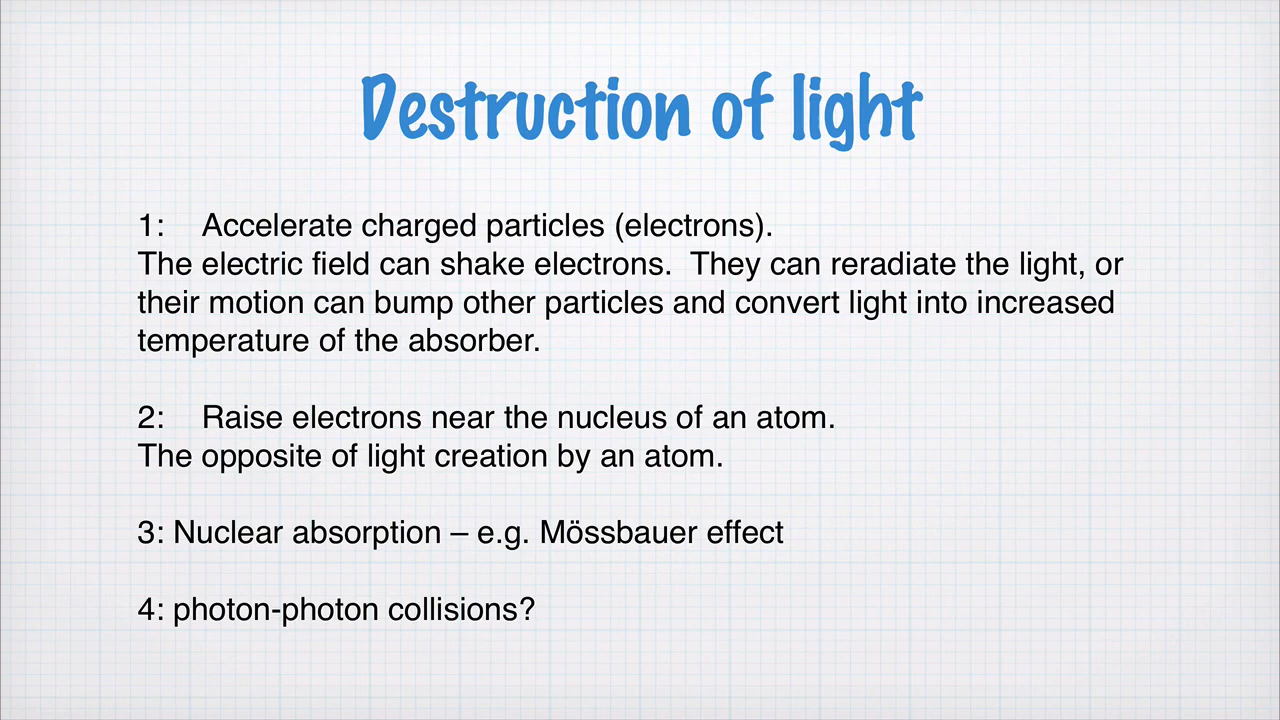 Destruction of light
1: Accelerate charged particles (electrons).
The electric field can shake electrons. They can reradiate the light, or
their motion can bump other particles and convert light into increased
temperature of the absorber.
2: Raise electrons near the nucleus of an atom.
The opposite of light creation by an atom.
3: Nuclear absorption – e.g. Mössbauer effect
4: photon-photon collisions?